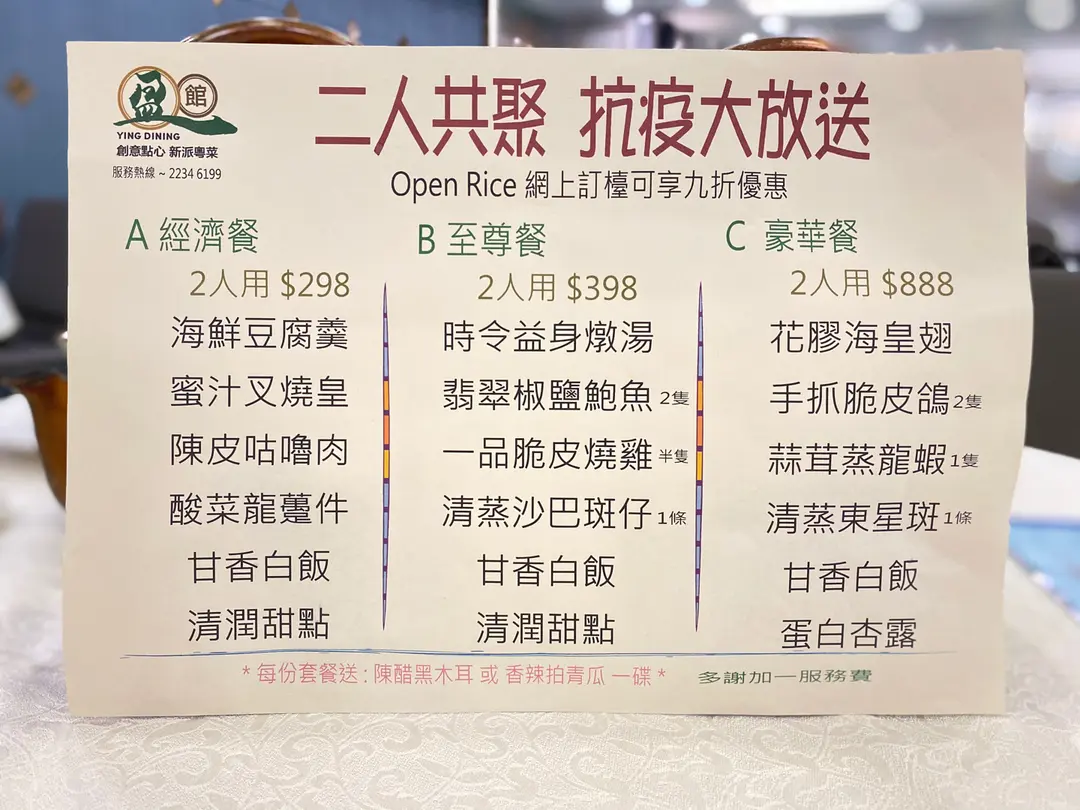 盈館
YING DINING
創意點心 新派粵菜
服務熱線 ~ 2234 6199
二人共聚 抗疫大放送
Open Rice 網上訂檯可享九折優惠
A 經濟餐
2人用 $298
海鮮豆腐羹
蜜汁叉燒皇
陳皮咕嚕肉
酸菜龍躉件
甘香白飯
清潤甜點
B 至尊餐
2人用 $398
時令益身燉湯
翡翠椒鹽鮑魚 2隻
一品脆皮燒雞 半隻
清蒸沙巴斑仔 1條
甘香白飯
清潤甜點
C 豪華餐
2人用 $888
花膠海皇翅
手抓脆皮鴿 2隻
蒜茸蒸龍蝦 1隻
清蒸東星斑 1條
甘香白飯
蛋白杏露
* 每份套餐送 : 陳醋黑木耳 或 香辣拍青瓜 一碟 *
多謝加一服務費